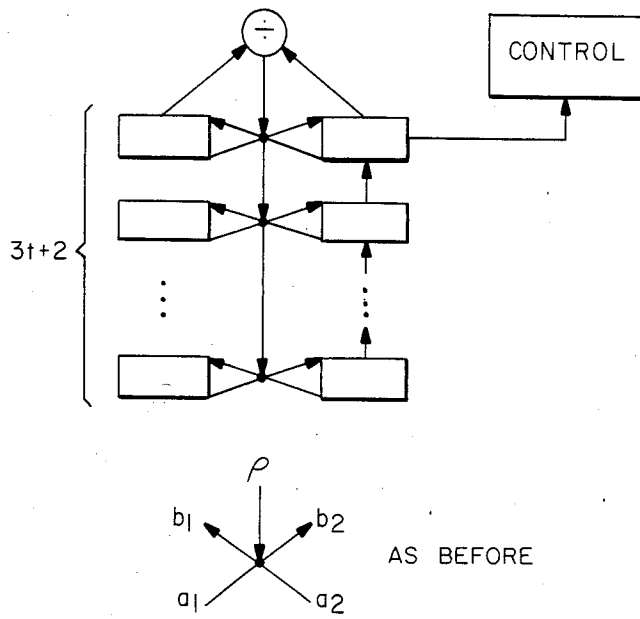 ÷
CONTROL
3t+2
ρ
b1 b2
AS BEFORE
a1 a2